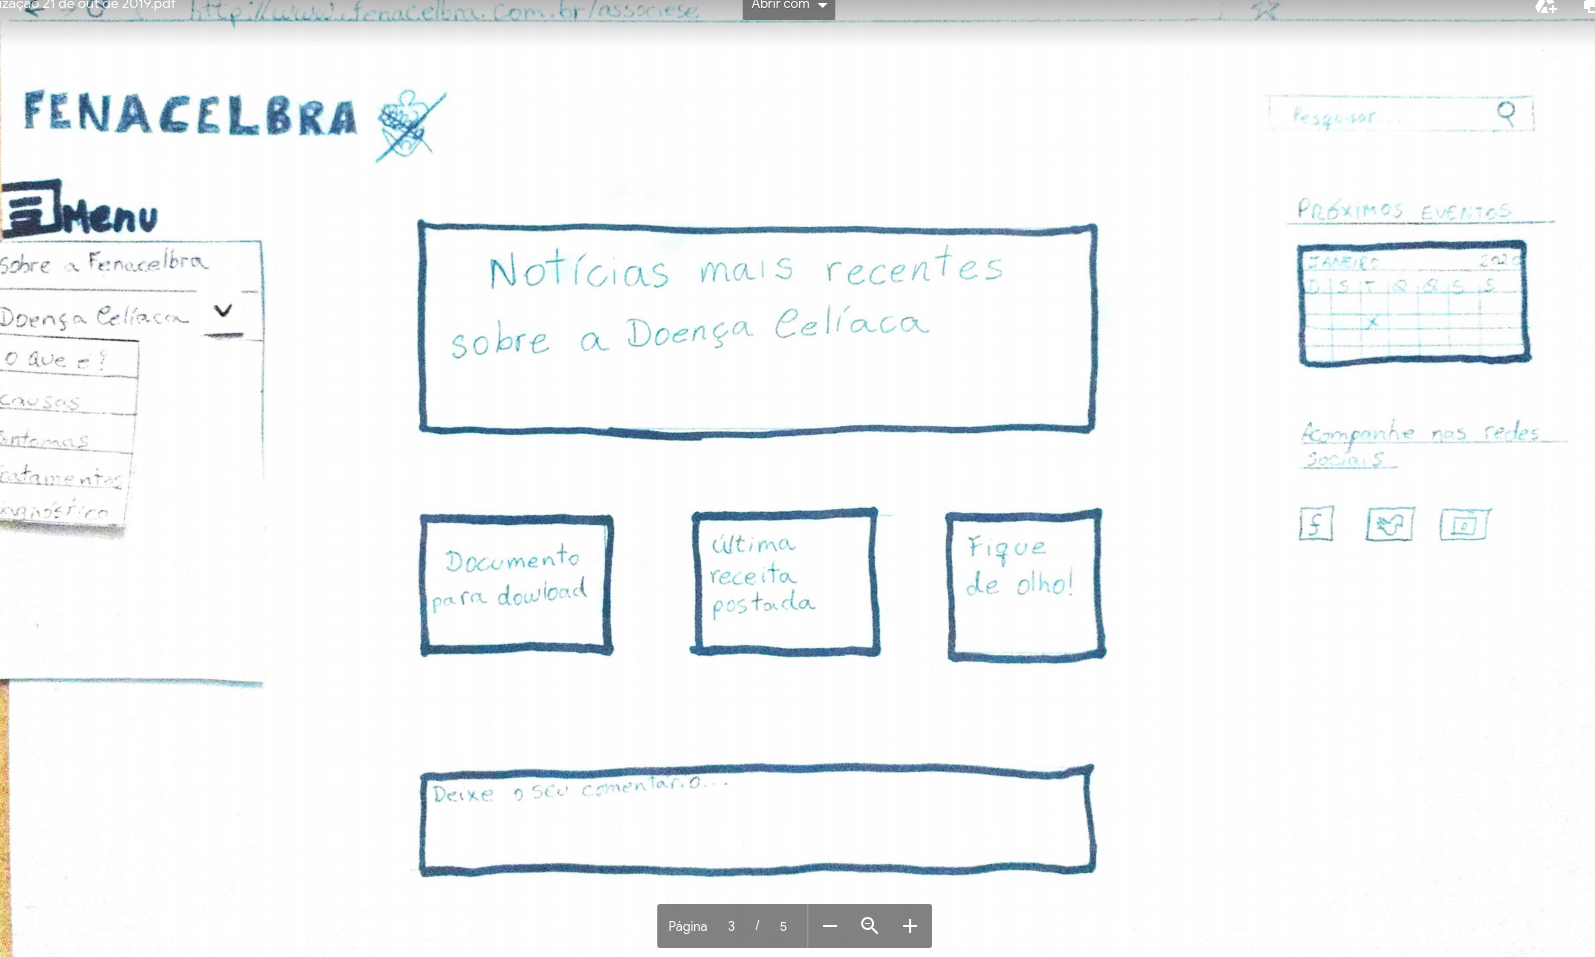 ização 21 de out de 2019.pdf
Abrir com
http://www.fenacelbra.com.br/associese
FENACELBRA
Pesquisar...
Menu
Sobre a Fenacelbra
Doença Celíaca
O que é?
Causas
Sintomas
Tratamentos
Diagnóstico
Notícias mais recentes
sobre a Doença Celíaca
PRÓXIMOS EVENTOS
JANEIRO 2020
D S T Q Q S S
X
Acompanhe nas redes
sociais
f
Documento
para dowload
última
receita
postada
Fique
de olho!
Deixe o seu comentário...
Página 3 / 5